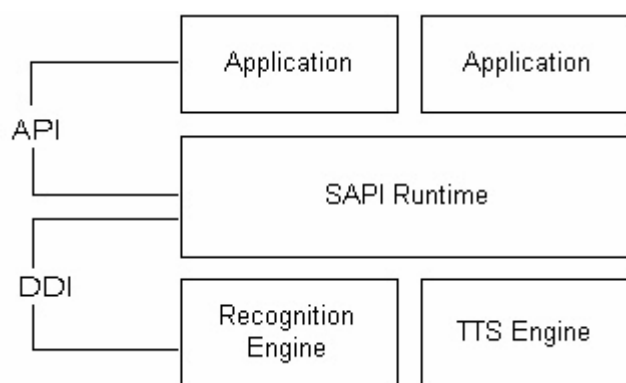 Application
Application
API
SAPI Runtime
DDI
Recognition
Engine
TTS Engine